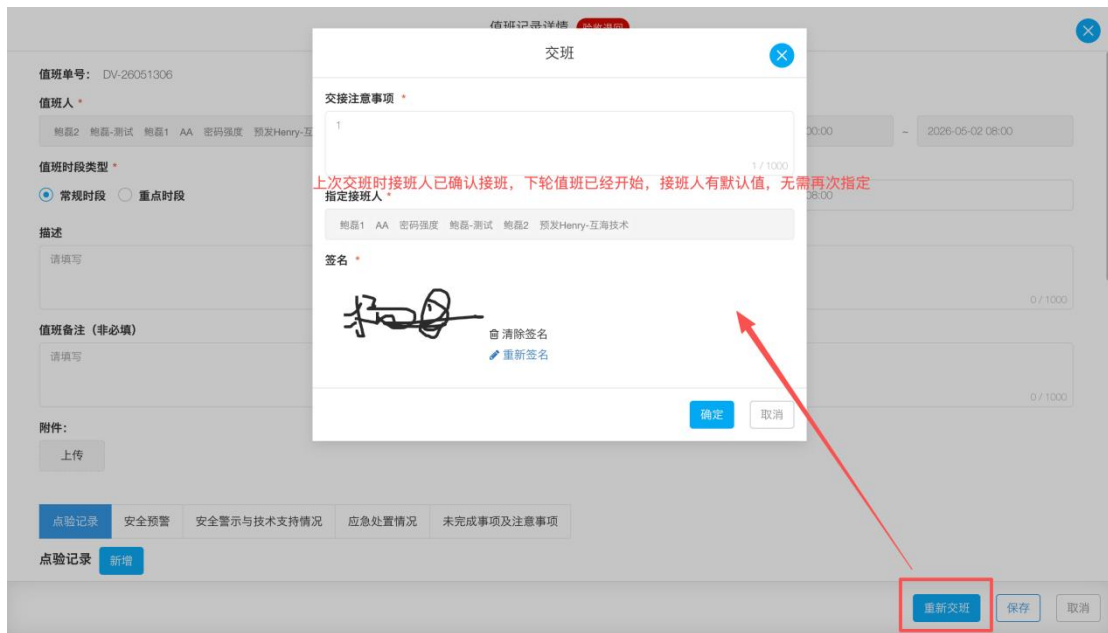 值班记录详情 验收退回
交班
值班单号： DV-26051306
交接注意事项 *
值班人 *
1
鲍磊2 鲍磊-测试 鲍磊1 AA 密码强度 预发Henry-互
00:00 ~ 2026-05-02 08:00
1 / 1000
值班时段类型 *
上次交班时接班人已确认接班，下轮值班已经开始，接班人有默认值，无需再次指定
常规时段 重点时段
指定接班人 *
08:00
鲍磊1 AA 密码强度 鲍磊-测试 鲍磊2 预发Henry-互海技术
描述
请填写
签名 *
0 / 1000
值班备注（非必填）
清除签名
请填写
重新签名
0 / 1000
确定 取消
附件：
上传
点验记录 安全预警 安全警示与技术支持情况 应急处置情况 未完成事项及注意事项
点验记录 新增
重新交班 保存 取消